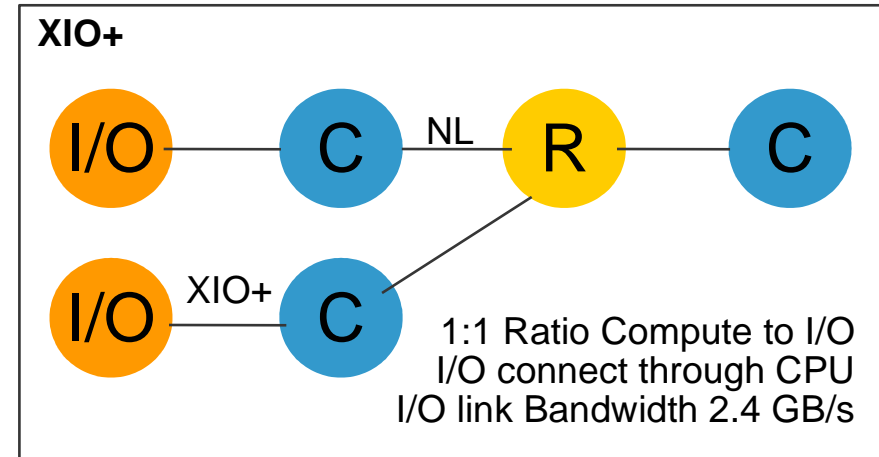 XIO+
I/O C NL R C
I/O XIO+ C
1:1 Ratio Compute to I/O
I/O connect through CPU
I/O link Bandwidth 2.4 GB/s